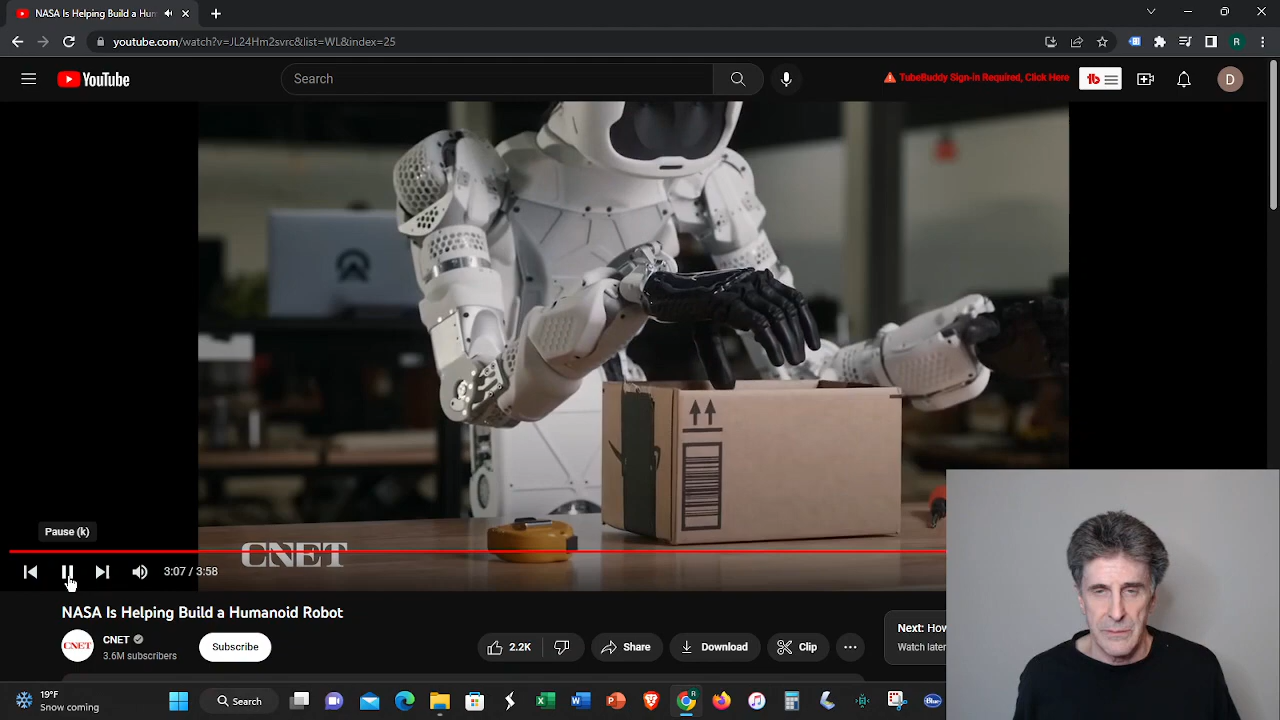 NASA Is Helping Build a Hum
youtube.com/watch?v=JL24Hm2svrc&list=WL&index=25
R
YouTube
Search
TubeBuddy Sign-in Required, Click Here
D
Pause (k)
CNET
3:07 / 3:58
NASA Is Helping Build a Humanoid Robot
CNET
CNET
3.6M subscribers
Subscribe
2.2K
Share
Download
Clip
Next: How
Watch later
19°F
Snow coming
Search